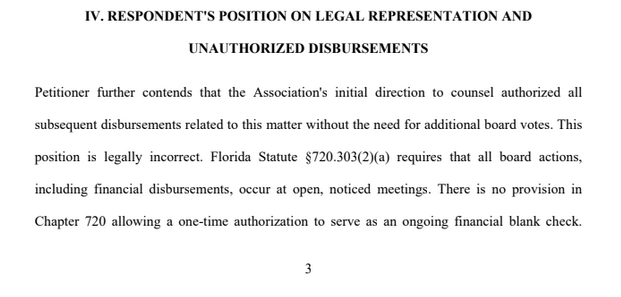 IV. RESPONDENT'S POSITION ON LEGAL REPRESENTATION AND
UNAUTHORIZED DISBURSEMENTS
Petitioner further contends that the Association's initial direction to counsel authorized all
subsequent disbursements related to this matter without the need for additional board votes. This
position is legally incorrect. Florida Statute §720.303(2)(a) requires that all board actions,
including financial disbursements, occur at open, noticed meetings. There is no provision in
Chapter 720 allowing a one-time authorization to serve as an ongoing financial blank check.
3